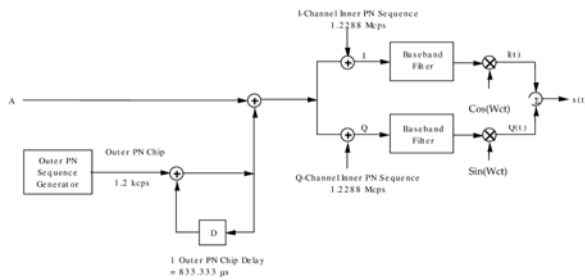 I-Channel Inner PN Sequence
1.2288 Mcps
I
Baseband
Filter
I(t)
Cos(Wct)
A
Σ
s(t)
Q
Baseband
Filter
Q(t)
Sin(Wct)
Q-Channel Inner PN Sequence
1.2288 Mcps
Outer PN
Sequence
Generator
Outer PN Chip
1.2 kcps
D
1 Outer PN Chip Delay
= 833.333 μs